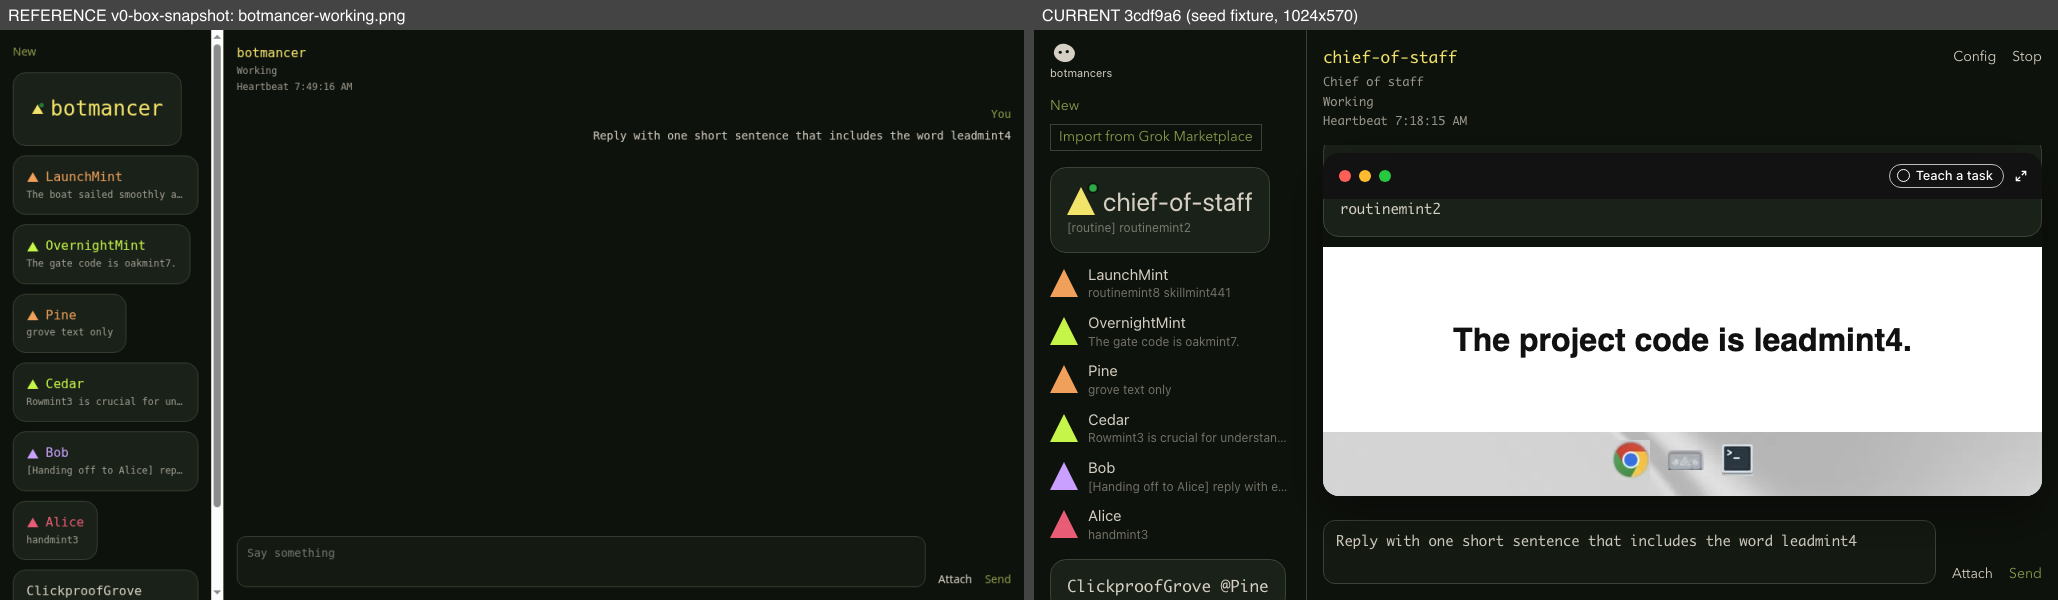 REFERENCE v0-box-snapshot: botmancer-working.png
New
botmancer
LaunchMint
The boat sailed smoothly a…
OvernightMint
The gate code is oakmint7.
Pine
grove text only
Cedar
Rowmint3 is crucial for un…
Bob
[Handing off to Alice] rep…
Alice
handmint3
ClickproofGrove
botmancer
Working
Heartbeat 7:49:16 AM
You
Reply with one short sentence that includes the word leadmint4
Say something
Attach Send
CURRENT 3cdf9a6 (seed fixture, 1024x570)
botmancers
New
Import from Grok Marketplace
chief-of-staff
[routine] routinemint2
LaunchMint
routinemint8 skillmint441
OvernightMint
The gate code is oakmint7.
Pine
grove text only
Cedar
Rowmint3 is crucial for understan…
Bob
[Handing off to Alice] reply with e…
Alice
handmint3
ClickproofGrove @Pine
chief-of-staff
Config Stop
Chief of staff
Working
Heartbeat 7:18:15 AM
Teach a task
routinemint2
The project code is leadmint4.
Reply with one short sentence that includes the word leadmint4
Attach Send